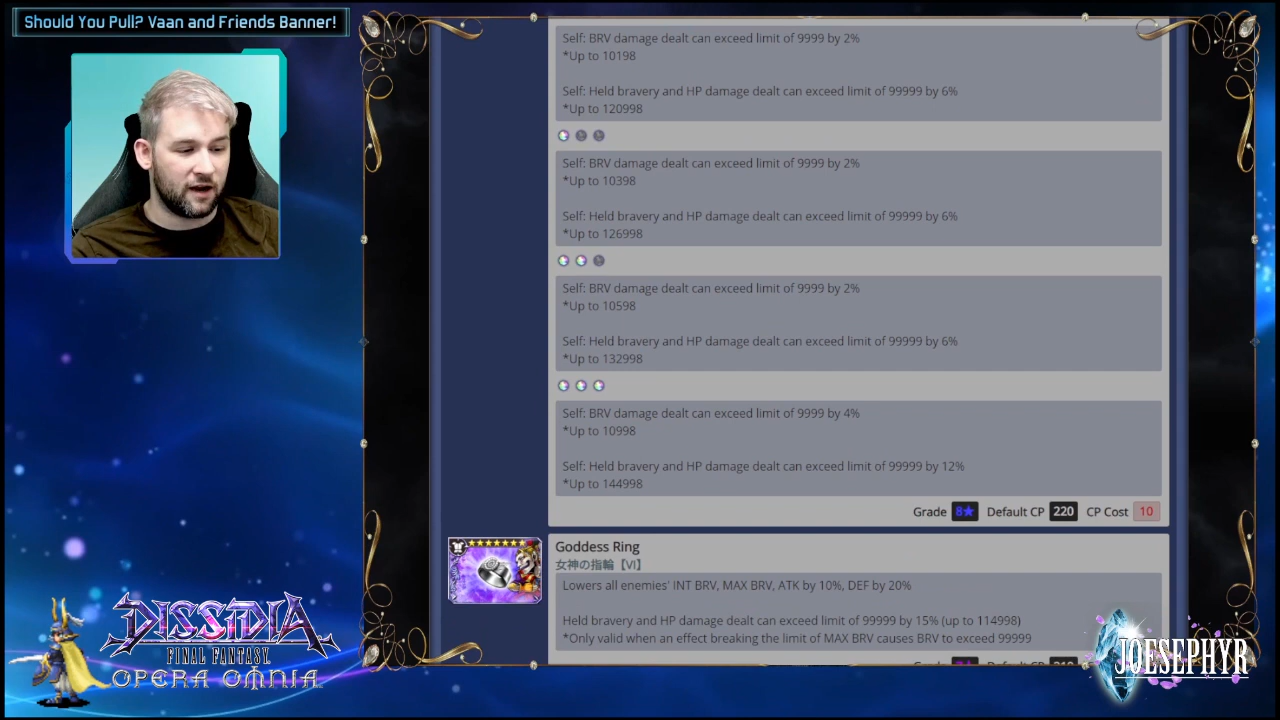 Should You Pull? Vaan and Friends Banner!
Self: BRV damage dealt can exceed limit of 9999 by 2%
*Up to 10198
Self: Held bravery and HP damage dealt can exceed limit of 99999 by 6%
*Up to 120998
Self: BRV damage dealt can exceed limit of 9999 by 2%
*Up to 10398
Self: Held bravery and HP damage dealt can exceed limit of 99999 by 6%
*Up to 126998
Self: BRV damage dealt can exceed limit of 9999 by 2%
*Up to 10598
Self: Held bravery and HP damage dealt can exceed limit of 99999 by 6%
*Up to 132998
Self: BRV damage dealt can exceed limit of 9999 by 4%
*Up to 10998
Self: Held bravery and HP damage dealt can exceed limit of 99999 by 12%
*Up to 144998
Grade 8★ Default CP 220 CP Cost 10
Goddess Ring
女神の指輪【VI】
Lowers all enemies' INT BRV, MAX BRV, ATK by 10%, DEF by 20%
Held bravery and HP damage dealt can exceed limit of 99999 by 15% (up to 114998)
*Only valid when an effect breaking the limit of MAX BRV causes BRV to exceed 99999
DISSIDIA
FINAL FANTASY
OPERA OMNIA
JOESEPHYR